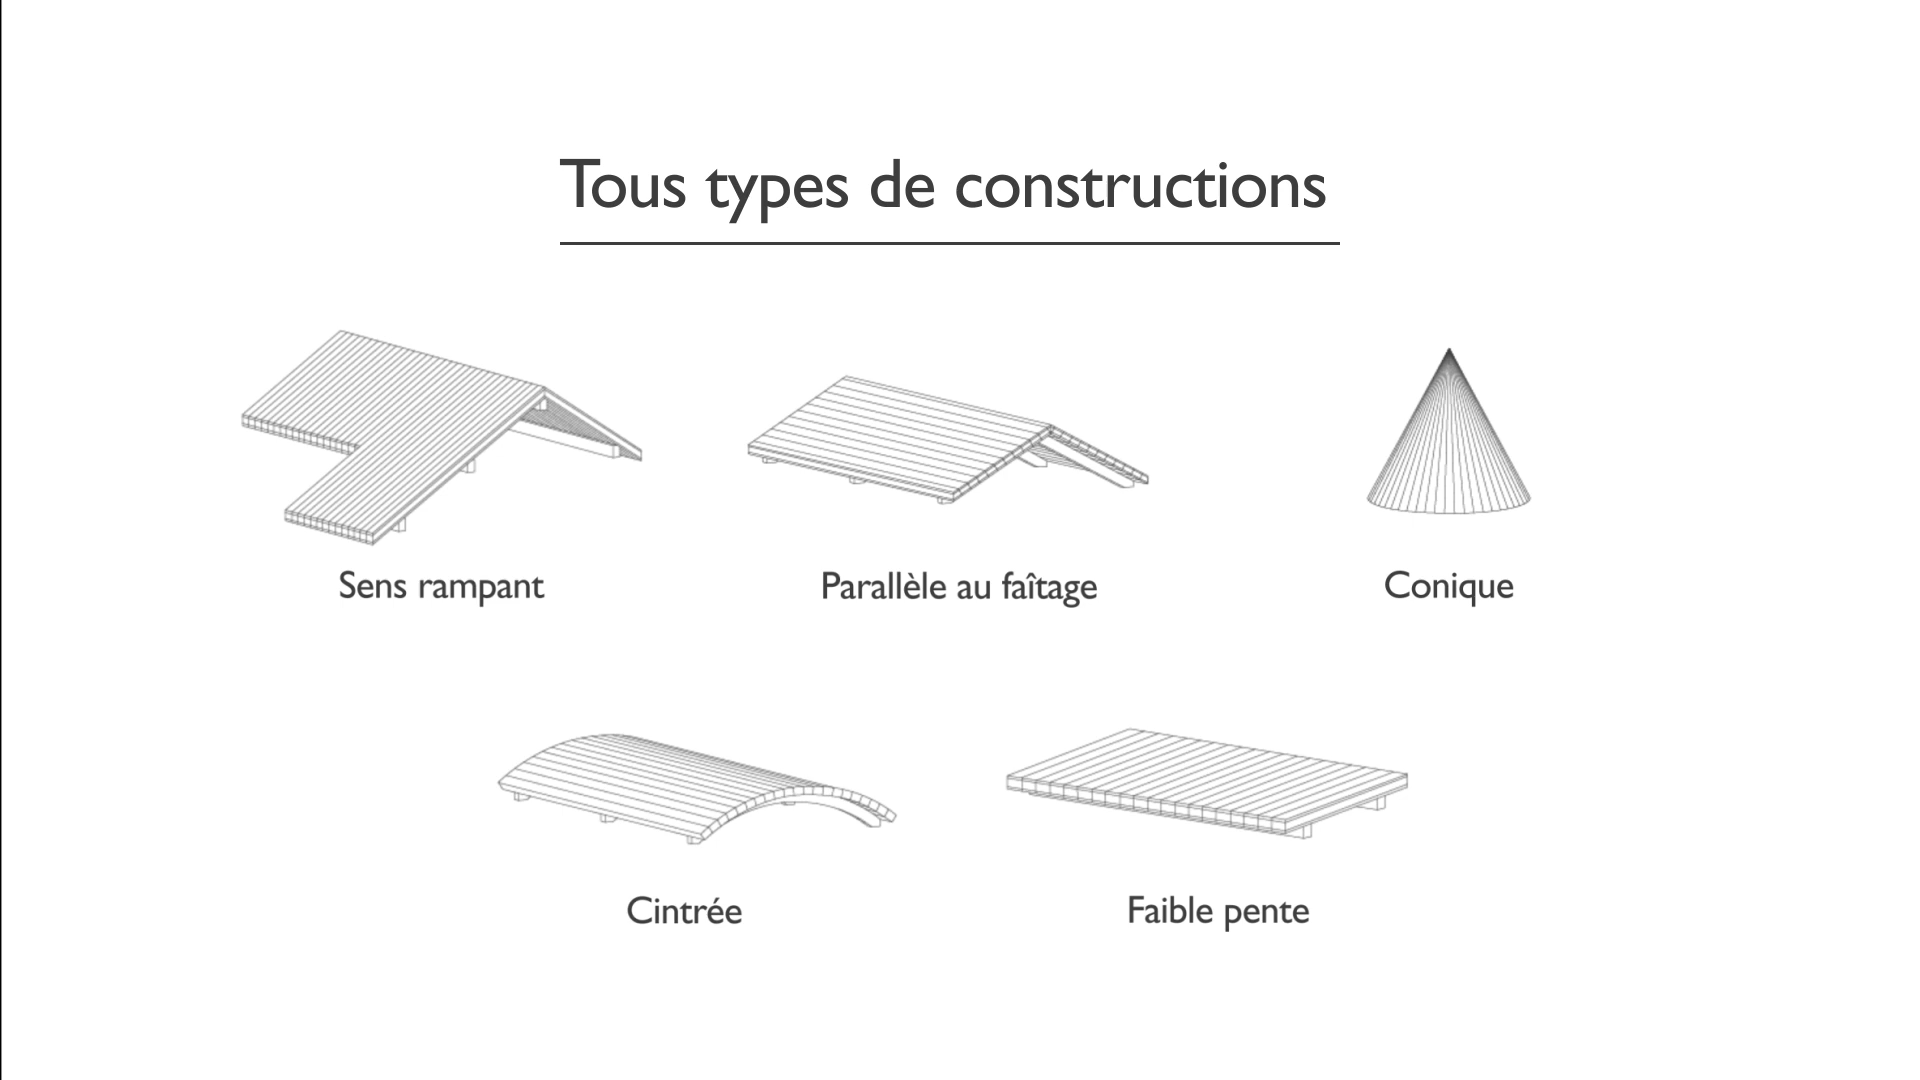 Tous types de constructions
Sens rampant
Parallèle au faîtage
Conique
Cintrée
Faible pente